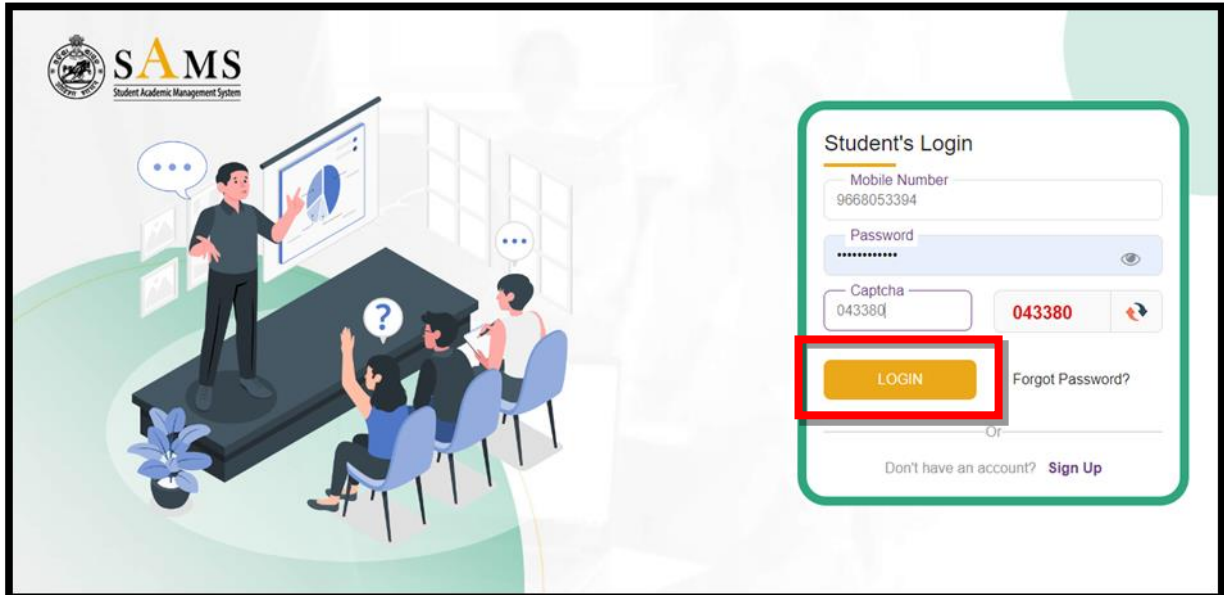 SAMS
Student Academic Management System
Student's Login
Mobile Number
9668053394
Password
••••••••••••
Captcha
043380
043380
?
LOGIN
Forgot Password?
Or
Don't have an account? Sign Up